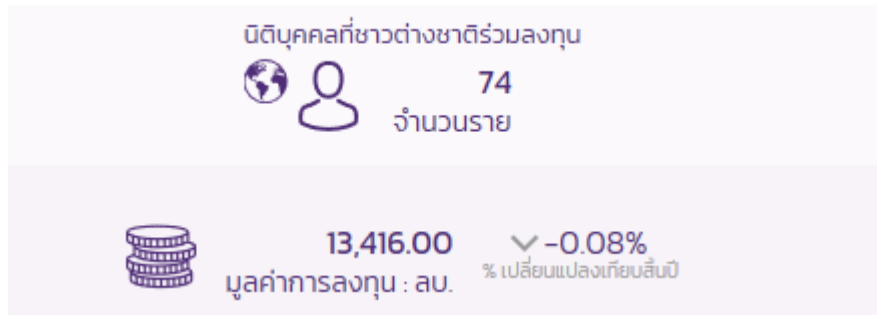 นิติบุคคลที่ชาวต่างชาติร่วมลงทุน
74
จำนวนราย
13,416.00
-0.08%
มูลค่าการลงทุน : ลบ.
% เปลี่ยนแปลงเทียบสิ้นปี